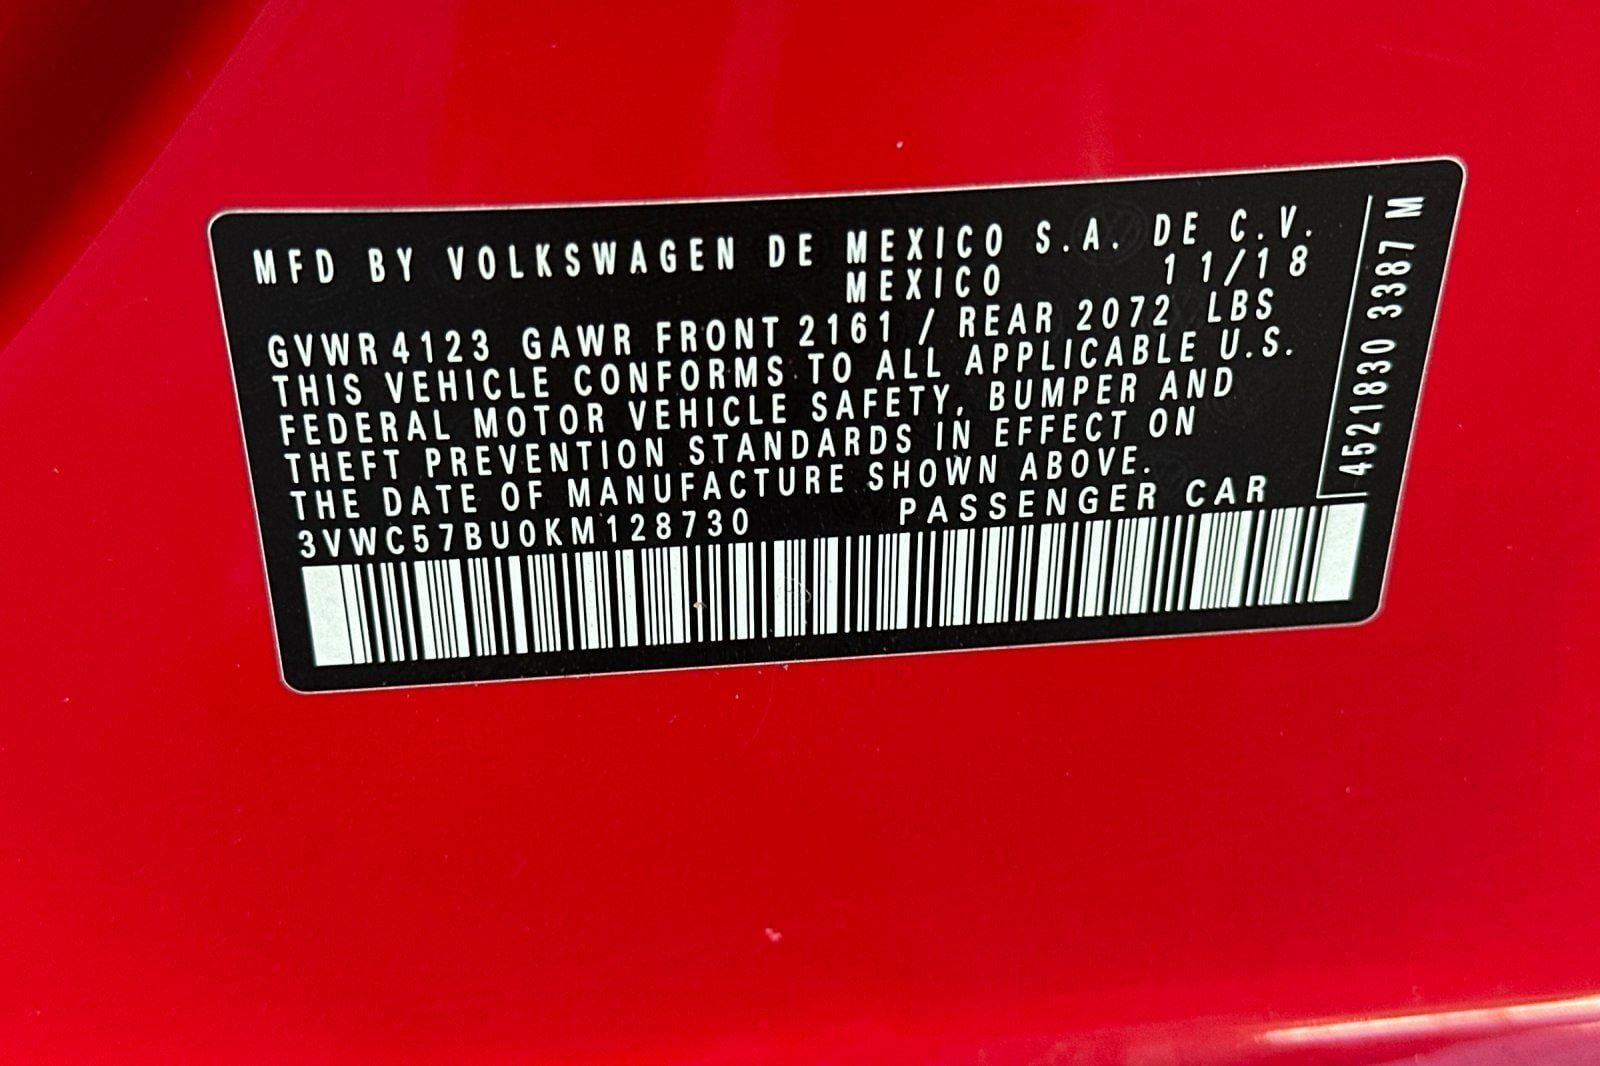 MFD BY VOLKSWAGEN DE MEXICO S.A. DE C.V.
MEXICO 11/18
GVWR 4123 GAWR FRONT 2161 / REAR 2072 LBS
THIS VEHICLE CONFORMS TO ALL APPLICABLE U.S.
FEDERAL MOTOR VEHICLE SAFETY, BUMPER AND
THEFT PREVENTION STANDARDS IN EFFECT ON
THE DATE OF MANUFACTURE SHOWN ABOVE.
3VWC57BU0KM128730 PASSENGER CAR
4521830 3387 M